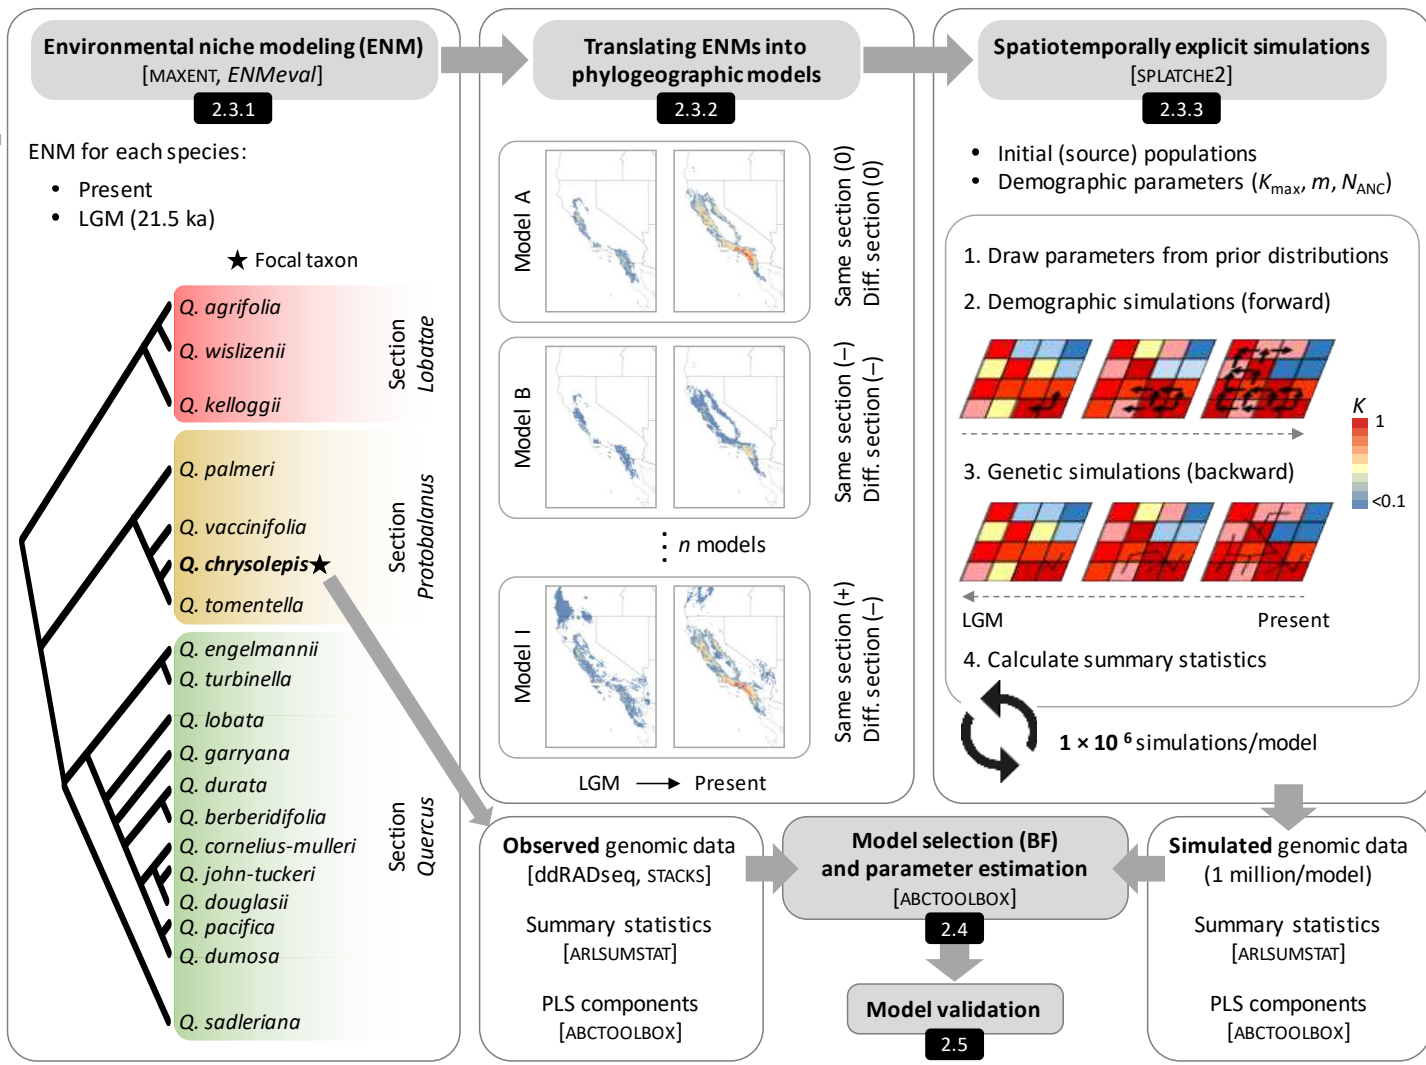 Environmental niche modeling (ENM)
[MAXENT, ENMeval]
2.3.1
ENM for each species:
• Present
• LGM (21.5 ka)
★ Focal taxon
Q. agrifolia
Q. wislizenii
Q. kelloggii
Section
Lobatae
Q. palmeri
Q. vaccinifolia
Q. chrysolepis★
Q. tomentella
Section
Protobalanus
Q. engelmannii
Q. turbinella
Q. lobata
Q. garryana
Q. durata
Q. berberidifolia
Q. cornelius-mulleri
Q. john-tuckeri
Q. douglasii
Q. pacifica
Q. dumosa
Q. sadleriana
Section
Quercus
Translating ENMs into
phylogeographic models
2.3.2
Model A
Same section (0)
Diff. section (0)
Model B
Same section (–)
Diff. section (–)
⋮ n models
Model I
Same section (+)
Diff. section (–)
LGM → Present
Spatiotemporally explicit simulations
[SPLATCHE2]
2.3.3
• Initial (source) populations
• Demographic parameters (Kmax, m, NANC)
1. Draw parameters from prior distributions
2. Demographic simulations (forward)
K
1
<0.1
3. Genetic simulations (backward)
LGM Present
4. Calculate summary statistics
1 × 10 6 simulations/model
Observed genomic data
[ddRADseq, STACKS]
Summary statistics
[ARLSUMSTAT]
PLS components
[ABCTOOLBOX]
Model selection (BF)
and parameter estimation
[ABCTOOLBOX]
2.4
Model validation
2.5
Simulated genomic data
(1 million/model)
Summary statistics
[ARLSUMSTAT]
PLS components
[ABCTOOLBOX]